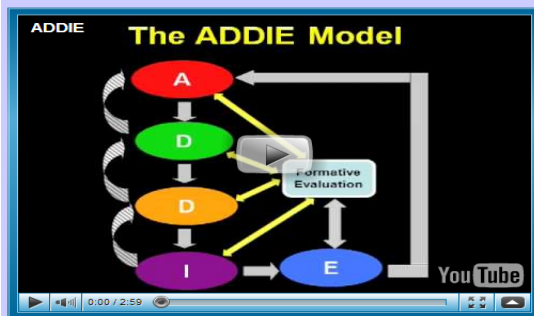 ADDIE
The ADDIE Model
A
D
D
Formative
Evaluation
I
E
YouTube
0:00 / 2:59